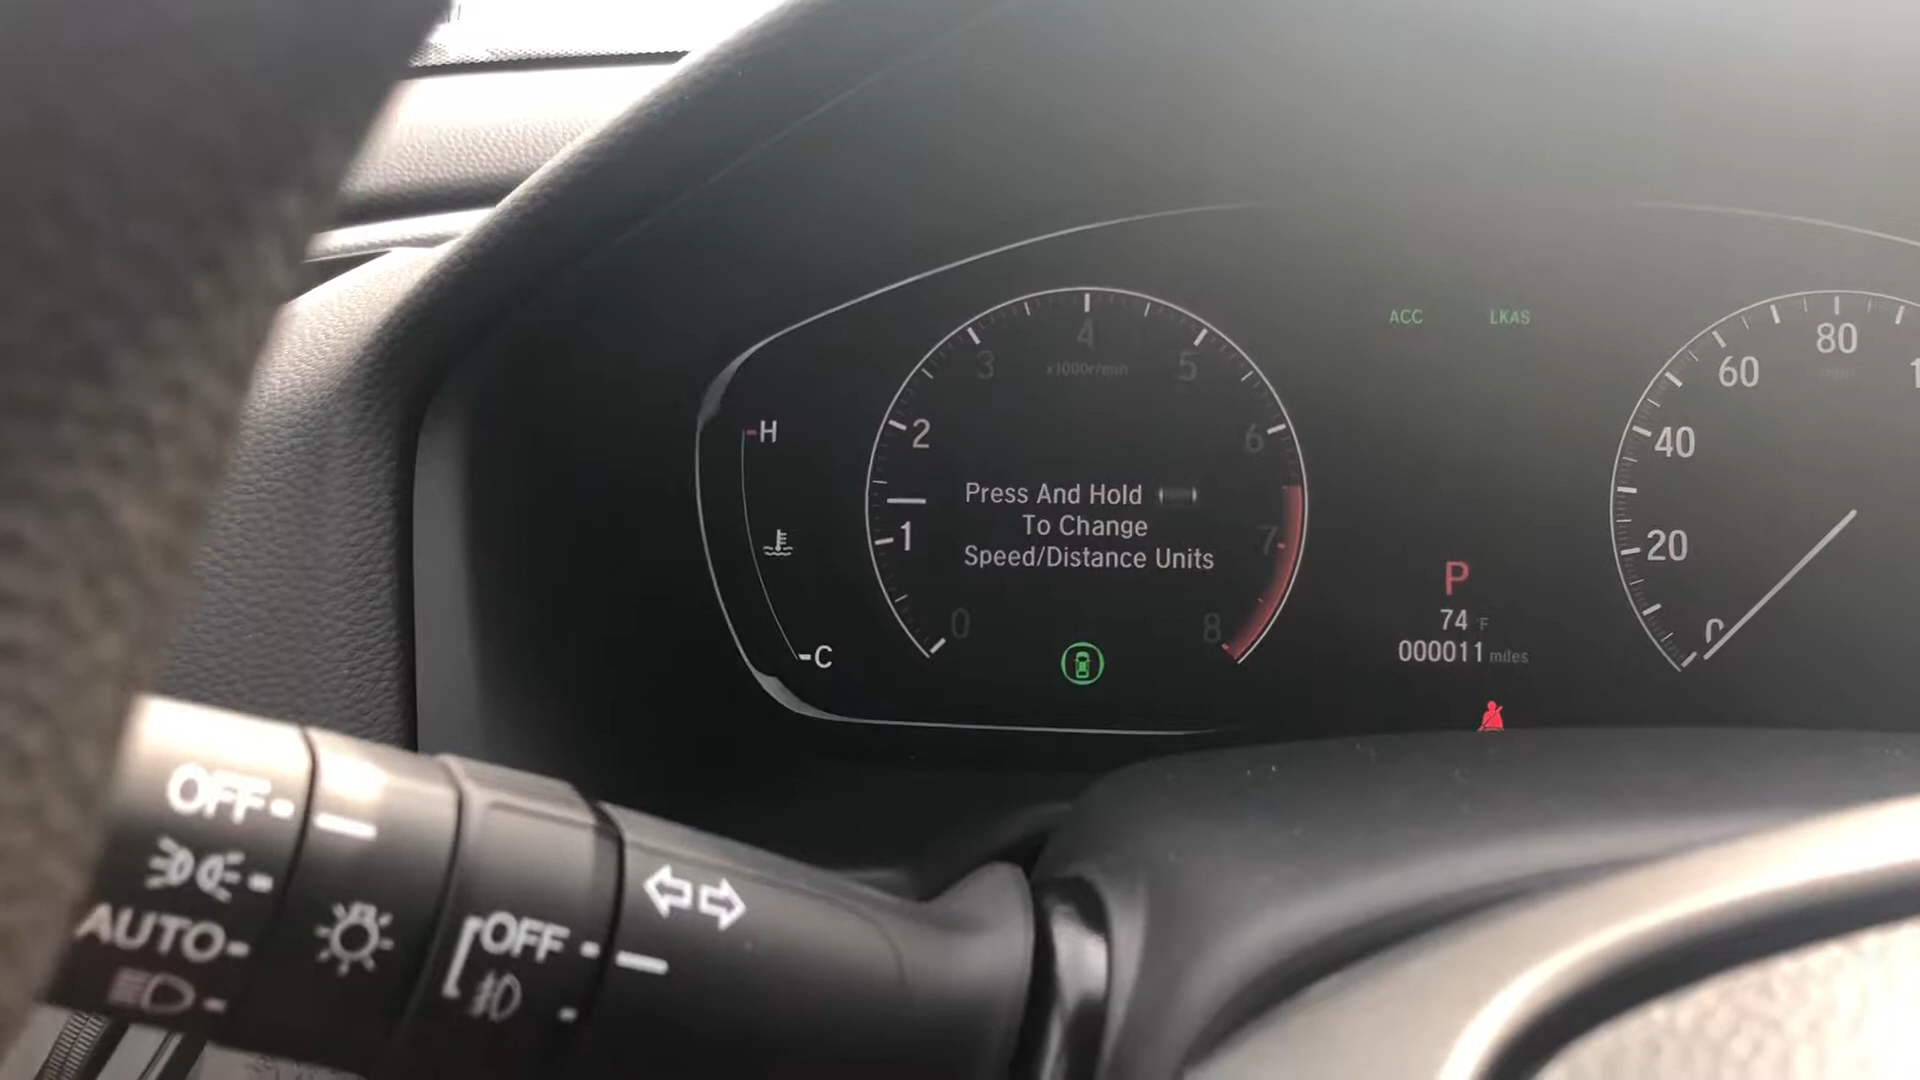 ACC LKAS
4
3 5
x1000r/min
2 6
1 7
0 8
H
C
Press And Hold
To Change
Speed/Distance Units
80
60
40
20
0
P
74 °F
000011 miles
OFF
AUTO
OFF